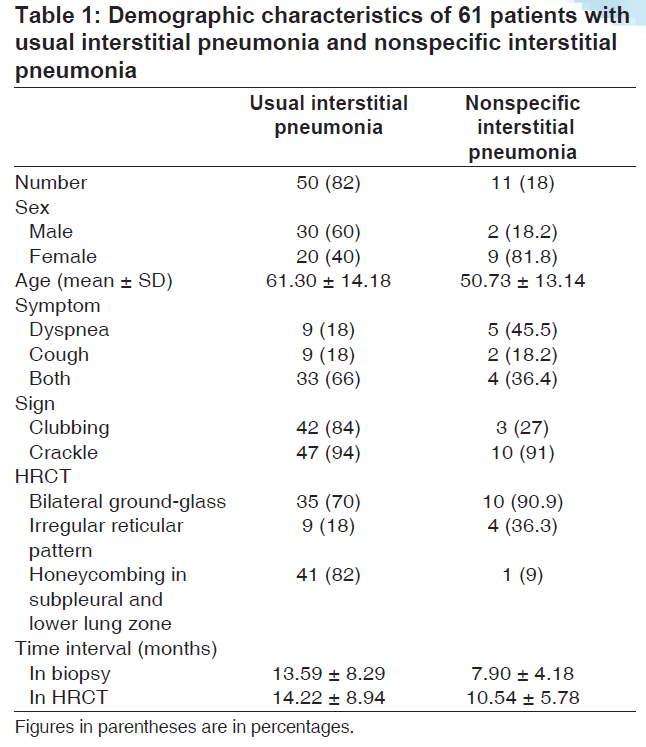 Table 1: Demographic characteristics of 61 patients with
usual interstitial pneumonia and nonspecific interstitial
pneumonia
Usual interstitial pneumonia Nonspecific interstitial pneumonia
Number 50 (82) 11 (18)
Sex
Male 30 (60) 2 (18.2)
Female 20 (40) 9 (81.8)
Age (mean ± SD) 61.30 ± 14.18 50.73 ± 13.14
Symptom
Dyspnea 9 (18) 5 (45.5)
Cough 9 (18) 2 (18.2)
Both 33 (66) 4 (36.4)
Sign
Clubbing 42 (84) 3 (27)
Crackle 47 (94) 10 (91)
HRCT
Bilateral ground-glass 35 (70) 10 (90.9)
Irregular reticular 9 (18) 4 (36.3)
pattern
Honeycombing in 41 (82) 1 (9)
subpleural and
lower lung zone
Time interval (months)
In biopsy 13.59 ± 8.29 7.90 ± 4.18
In HRCT 14.22 ± 8.94 10.54 ± 5.78
Figures in parentheses are in percentages.